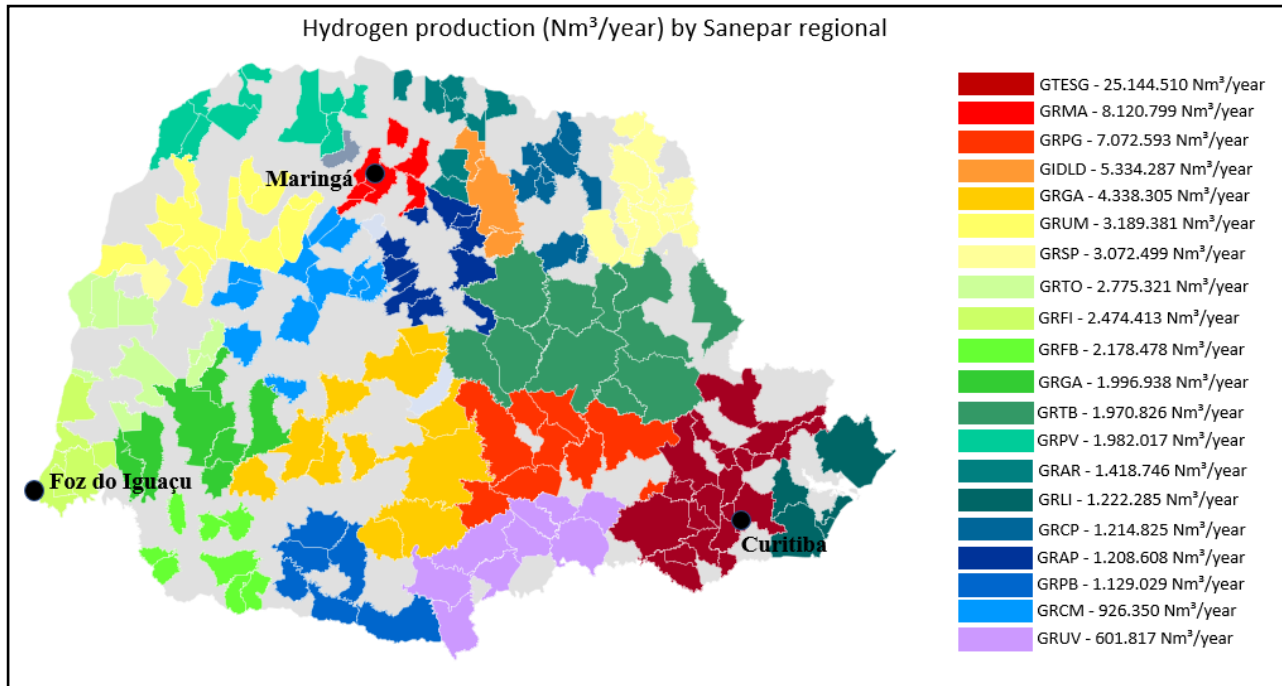 Hydrogen production (Nm³/year) by Sanepar regional
GTESG - 25.144.510 Nm³/year
GRMA - 8.120.799 Nm³/year
GRPG - 7.072.593 Nm³/year
GIDLD - 5.334.287 Nm³/year
GRGA - 4.338.305 Nm³/year
GRUM - 3.189.381 Nm³/year
GRSP - 3.072.499 Nm³/year
GRTO - 2.775.321 Nm³/year
GRFI - 2.474.413 Nm³/year
GRFB - 2.178.478 Nm³/year
GRGA - 1.996.938 Nm³/year
GRTB - 1.970.826 Nm³/year
GRPV - 1.982.017 Nm³/year
GRAR - 1.418.746 Nm³/year
GRLI - 1.222.285 Nm³/year
GRCP - 1.214.825 Nm³/year
GRAP - 1.208.608 Nm³/year
GRPB - 1.129.029 Nm³/year
GRCM - 926.350 Nm³/year
GRUV - 601.817 Nm³/year
Maringá
Foz do Iguaçu
Curitiba